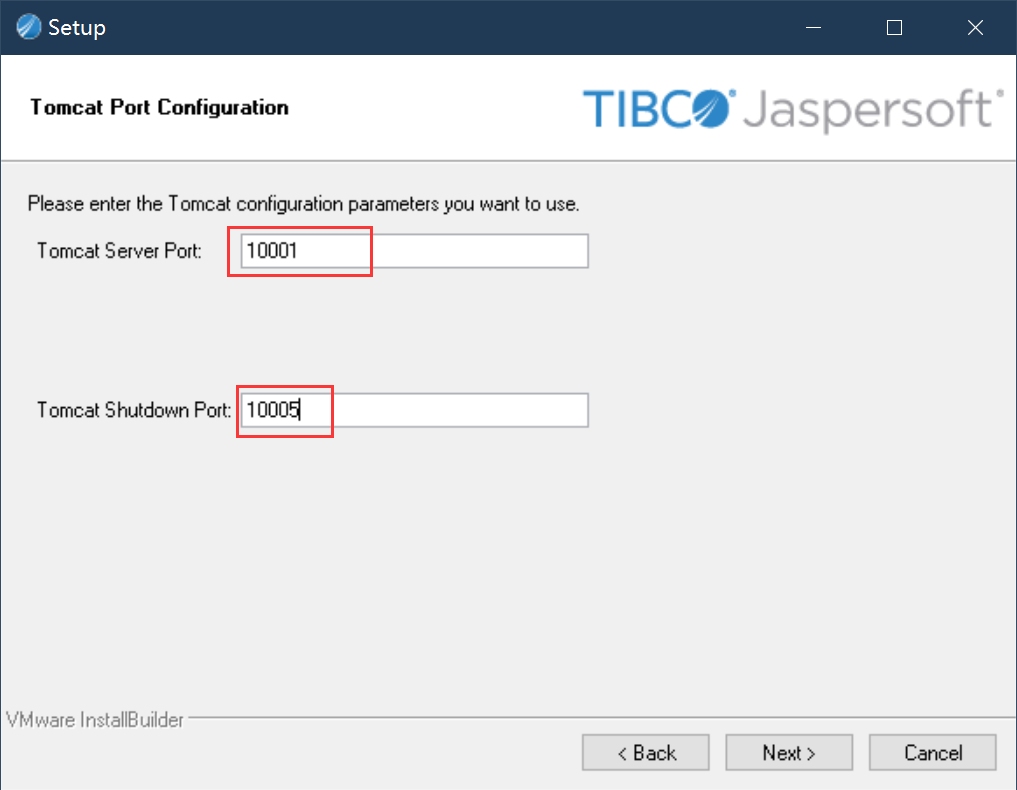 Setup
Tomcat Port Configuration
TIBCO® Jaspersoft®
Please enter the Tomcat configuration parameters you want to use.
Tomcat Server Port: 10001
Tomcat Shutdown Port: 10005
VMware InstallBuilder
< Back Next > Cancel